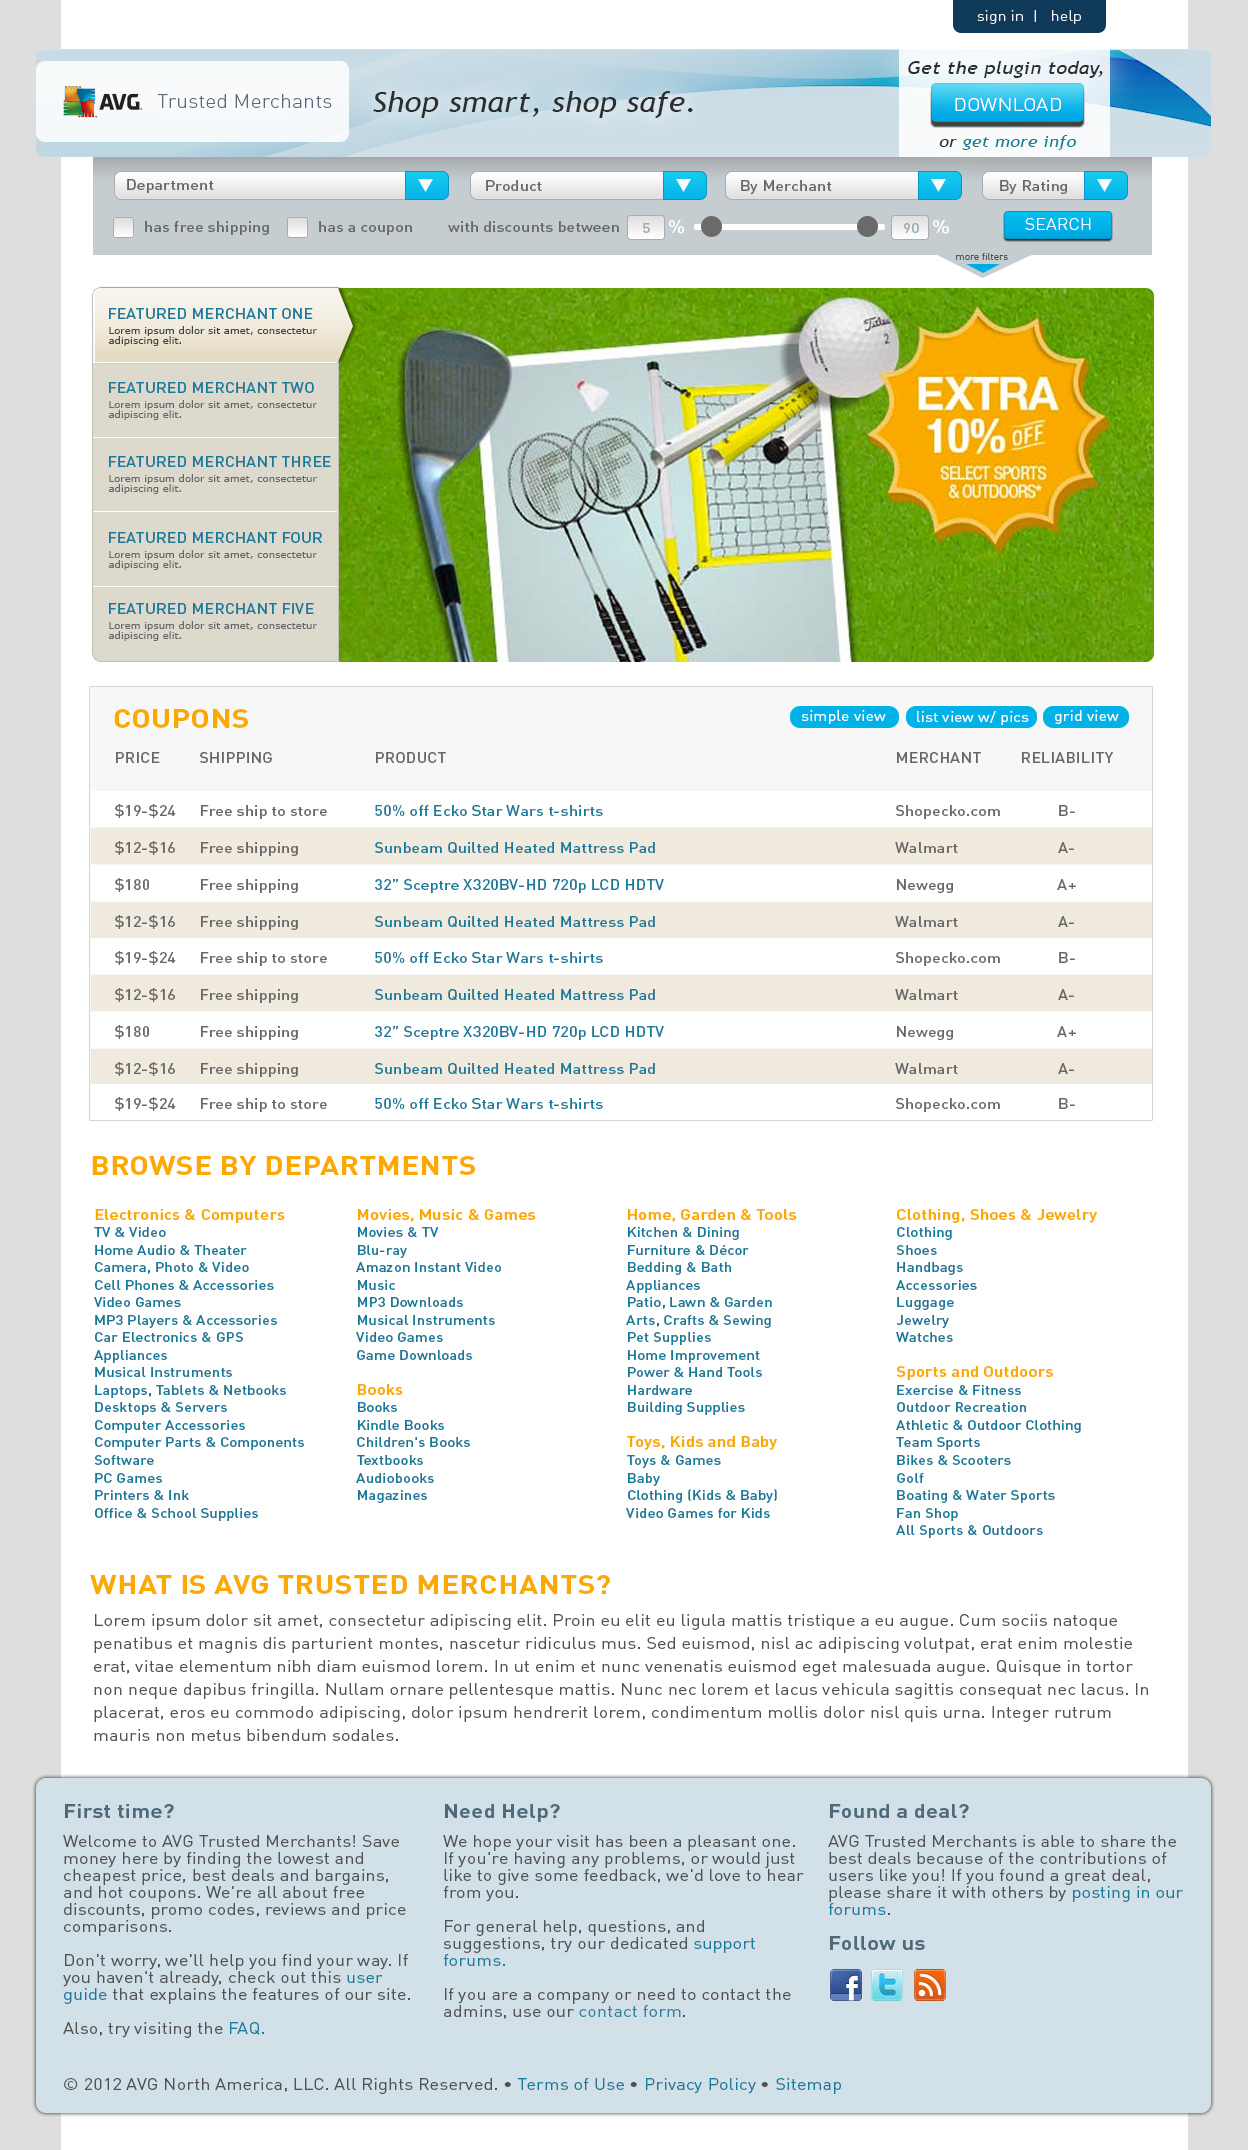 sign in | help
AVG. Trusted Merchants
Shop smart, shop safe.
Get the plugin today,
DOWNLOAD
or get more info
Department Product By Merchant By Rating
has free shipping has a coupon with discounts between 5 % 90 % SEARCH
more filters
FEATURED MERCHANT ONE
Lorem ipsum dolor sit amet, consectetur
adipiscing elit.
FEATURED MERCHANT TWO
Lorem ipsum dolor sit amet, consectetur
adipiscing elit.
FEATURED MERCHANT THREE
Lorem ipsum dolor sit amet, consectetur
adipiscing elit.
FEATURED MERCHANT FOUR
Lorem ipsum dolor sit amet, consectetur
adipiscing elit.
FEATURED MERCHANT FIVE
Lorem ipsum dolor sit amet, consectetur
adipiscing elit.
Titleist
2
EXTRA
10% OFF
SELECT SPORTS
& OUTDOORS*
COUPONS simple view list view w/ pics grid view
PRICE SHIPPING PRODUCT MERCHANT RELIABILITY
$19-$24 Free ship to store 50% off Ecko Star Wars t-shirts Shopecko.com B-
$12-$16 Free shipping Sunbeam Quilted Heated Mattress Pad Walmart A-
$180 Free shipping 32” Sceptre X320BV-HD 720p LCD HDTV Newegg A+
$12-$16 Free shipping Sunbeam Quilted Heated Mattress Pad Walmart A-
$19-$24 Free ship to store 50% off Ecko Star Wars t-shirts Shopecko.com B-
$12-$16 Free shipping Sunbeam Quilted Heated Mattress Pad Walmart A-
$180 Free shipping 32” Sceptre X320BV-HD 720p LCD HDTV Newegg A+
$12-$16 Free shipping Sunbeam Quilted Heated Mattress Pad Walmart A-
$19-$24 Free ship to store 50% off Ecko Star Wars t-shirts Shopecko.com B-
BROWSE BY DEPARTMENTS
Electronics & Computers
TV & Video
Home Audio & Theater
Camera, Photo & Video
Cell Phones & Accessories
Video Games
MP3 Players & Accessories
Car Electronics & GPS
Appliances
Musical Instruments
Laptops, Tablets & Netbooks
Desktops & Servers
Computer Accessories
Computer Parts & Components
Software
PC Games
Printers & Ink
Office & School Supplies
Movies, Music & Games
Movies & TV
Blu-ray
Amazon Instant Video
Music
MP3 Downloads
Musical Instruments
Video Games
Game Downloads
Books
Books
Kindle Books
Children's Books
Textbooks
Audiobooks
Magazines
Home, Garden & Tools
Kitchen & Dining
Furniture & Décor
Bedding & Bath
Appliances
Patio, Lawn & Garden
Arts, Crafts & Sewing
Pet Supplies
Home Improvement
Power & Hand Tools
Hardware
Building Supplies
Toys, Kids and Baby
Toys & Games
Baby
Clothing (Kids & Baby)
Video Games for Kids
Clothing, Shoes & Jewelry
Clothing
Shoes
Handbags
Accessories
Luggage
Jewelry
Watches
Sports and Outdoors
Exercise & Fitness
Outdoor Recreation
Athletic & Outdoor Clothing
Team Sports
Bikes & Scooters
Golf
Boating & Water Sports
Fan Shop
All Sports & Outdoors
WHAT IS AVG TRUSTED MERCHANTS?
Lorem ipsum dolor sit amet, consectetur adipiscing elit. Proin eu elit eu ligula mattis tristique a eu augue. Cum sociis natoque
penatibus et magnis dis parturient montes, nascetur ridiculus mus. Sed euismod, nisl ac adipiscing volutpat, erat enim molestie
erat, vitae elementum nibh diam euismod lorem. In ut enim et nunc venenatis euismod eget malesuada augue. Quisque in tortor
non neque dapibus fringilla. Nullam ornare pellentesque mattis. Nunc nec lorem et lacus vehicula sagittis consequat nec lacus. In
placerat, eros eu commodo adipiscing, dolor ipsum hendrerit lorem, condimentum mollis dolor nisl quis urna. Integer rutrum
mauris non metus bibendum sodales.
First time?
Welcome to AVG Trusted Merchants! Save
money here by finding the lowest and
cheapest price, best deals and bargains,
and hot coupons. We're all about free
discounts, promo codes, reviews and price
comparisons.
Don't worry, we'll help you find your way. If
you haven't already, check out this user
guide that explains the features of our site.
Also, try visiting the FAQ.
Need Help?
We hope your visit has been a pleasant one.
If you're having any problems, or would just
like to give some feedback, we'd love to hear
from you.
For general help, questions, and
suggestions, try our dedicated support
forums.
If you are a company or need to contact the
admins, use our contact form.
Found a deal?
AVG Trusted Merchants is able to share the
best deals because of the contributions of
users like you! If you found a great deal,
please share it with others by posting in our
forums.
Follow us
© 2012 AVG North America, LLC. All Rights Reserved. • Terms of Use • Privacy Policy • Sitemap